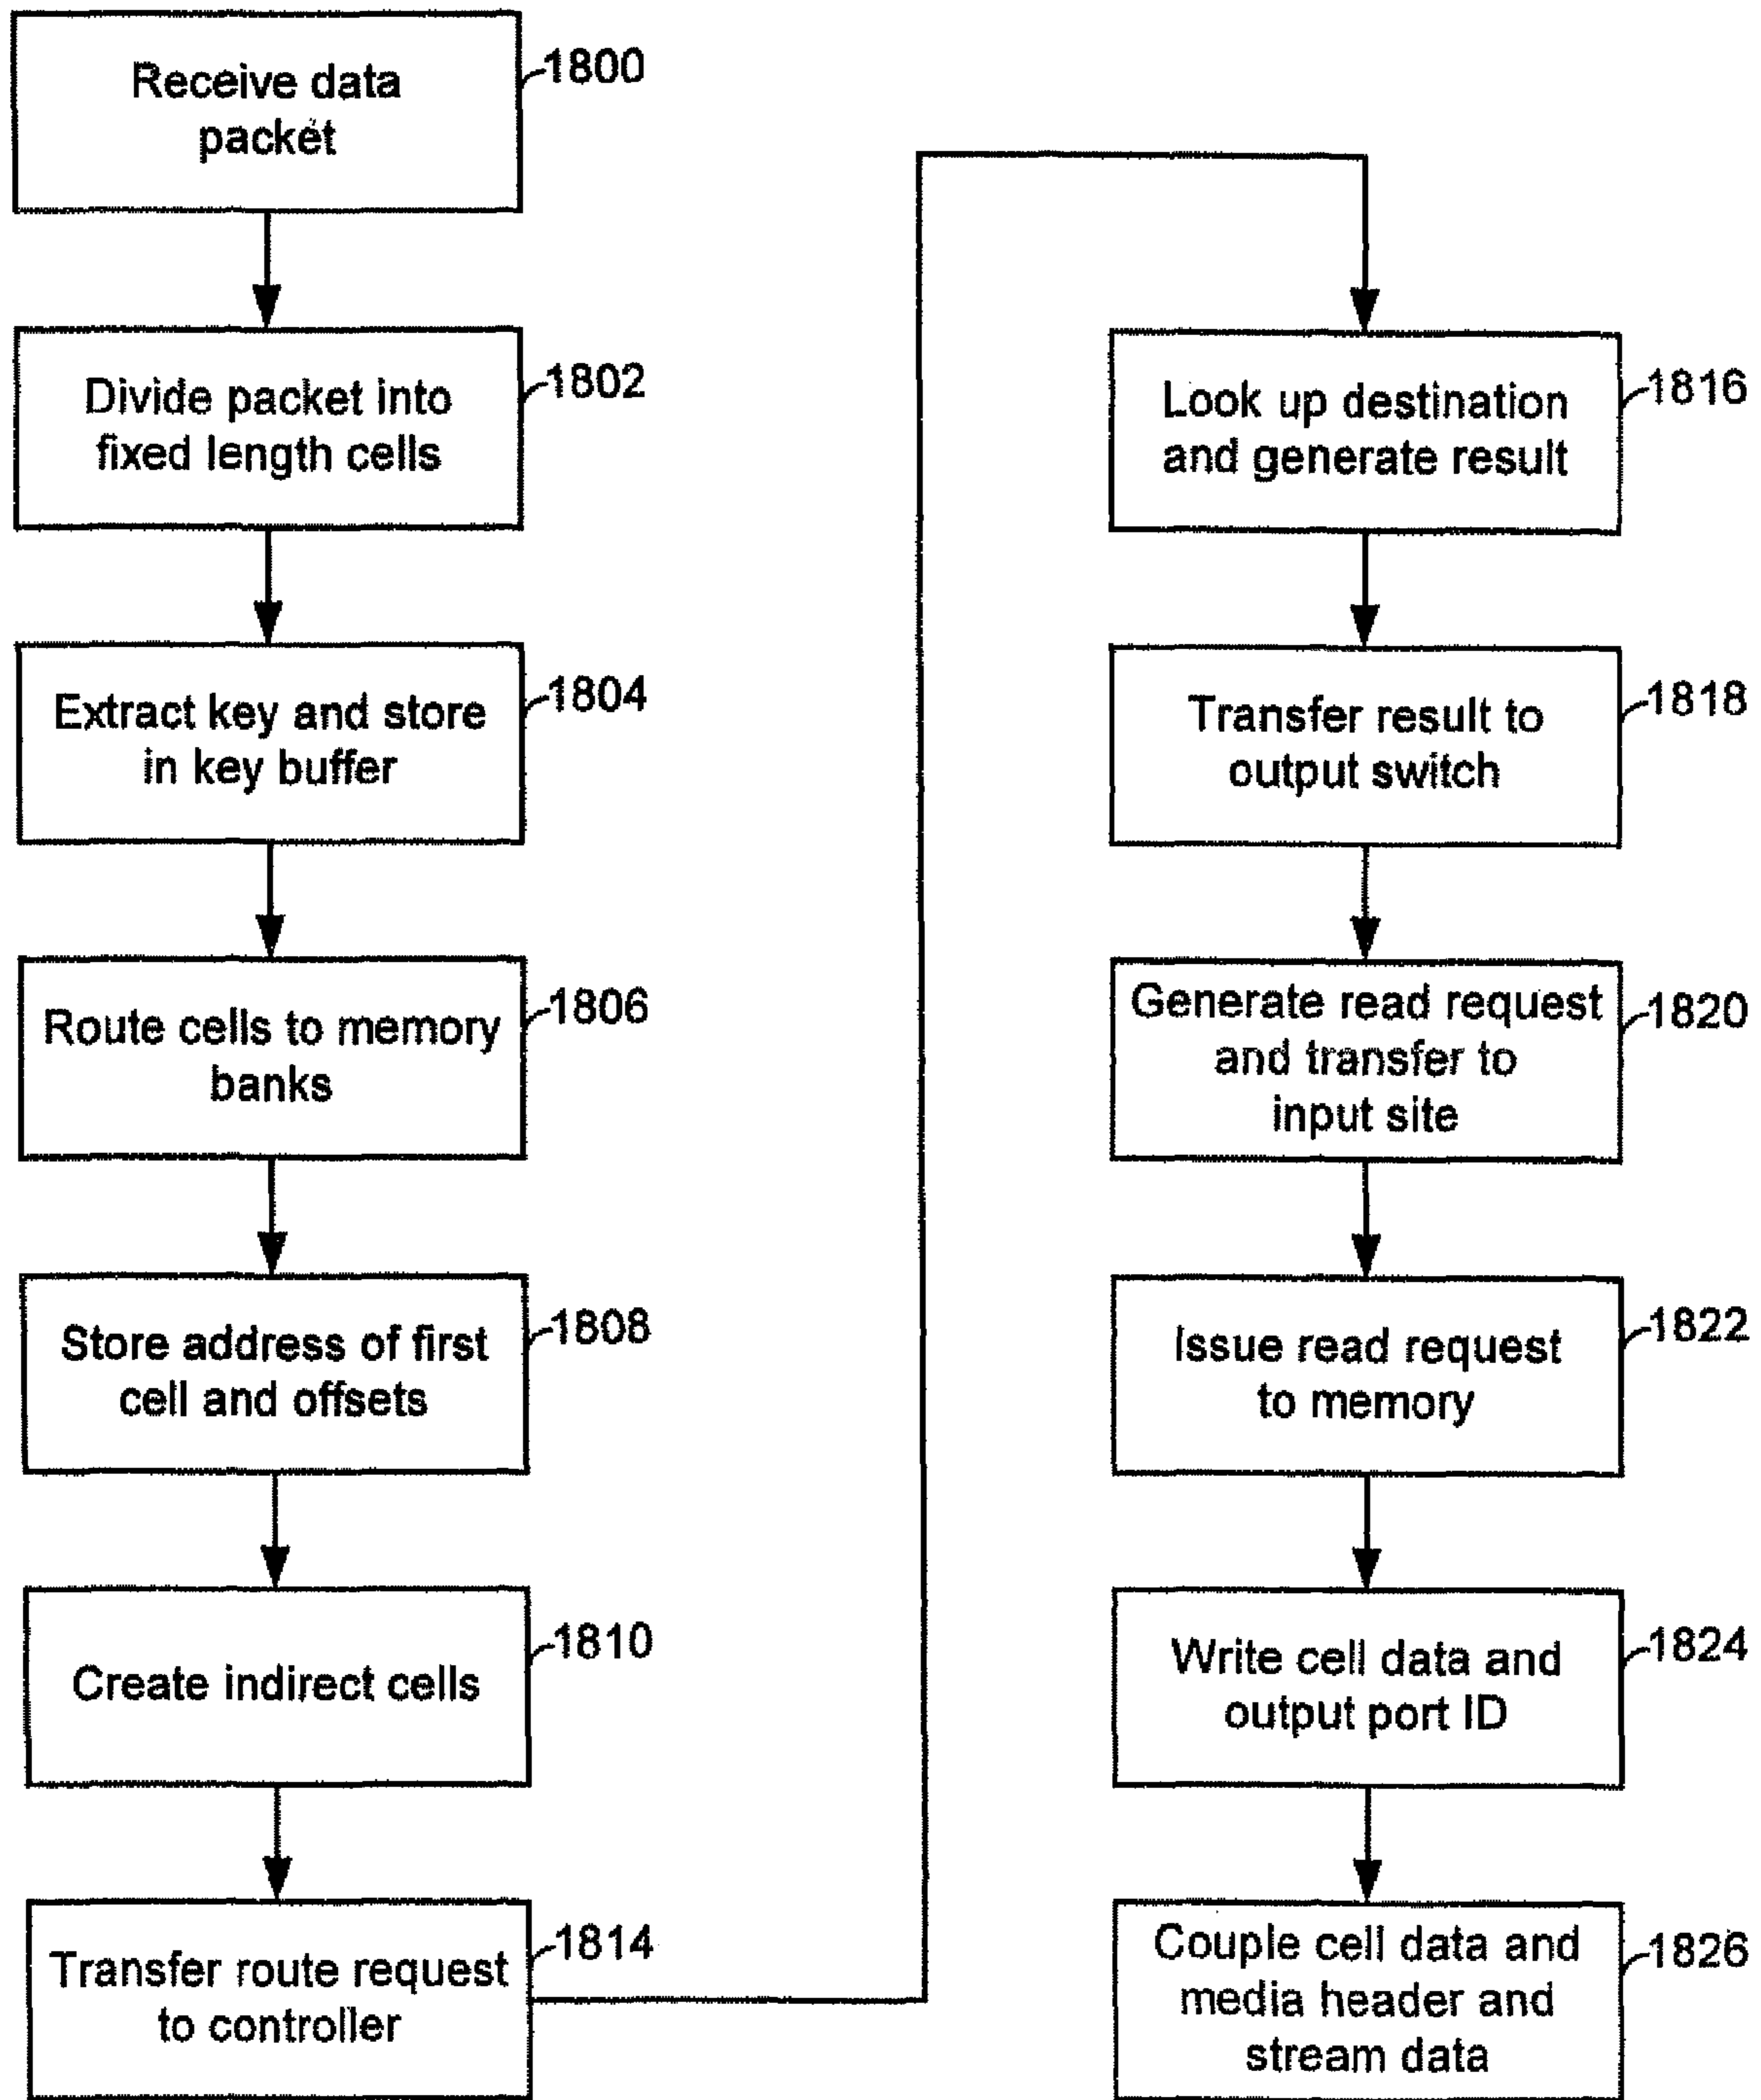 Receive data
packet
1800
Divide packet into
fixed length cells
1802
Extract key and store
in key buffer
1804
Route cells to memory
banks
1806
Store address of first
cell and offsets
1808
Create indirect cells
1810
Transfer route request
to controller
1814
Look up destination
and generate result
1816
Transfer result to
output switch
1818
Generate read request
and transfer to
input site
1820
Issue read request
to memory
1822
Write cell data and
output port ID
1824
Couple cell data and
media header and
stream data
1826